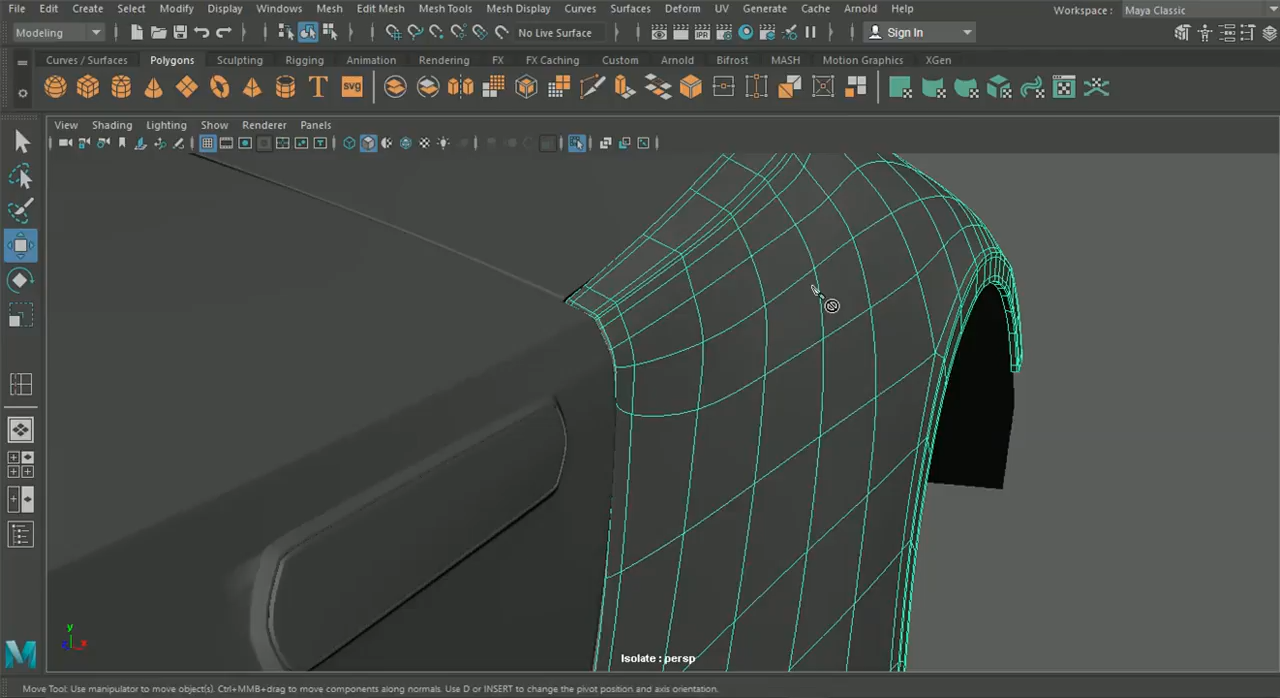 File Edit Create Select Modify Display Windows Mesh Edit Mesh Mesh Tools Mesh Display Curves Surfaces Deform UV Generate Cache Arnold Help Workspace : Maya Classic
Modeling No Live Surface Sign In
Curves / Surfaces Polygons Sculpting Rigging Animation Rendering FX FX Caching Custom Arnold Bifrost MASH Motion Graphics XGen
T SVG
View Shading Lighting Show Renderer Panels
y
x
Isolate : persp
M
Move Tool: Use manipulator to move object(s). Ctrl+MMB+drag to move components along normals. Use D or INSERT to change the pivot position and axis orientation.